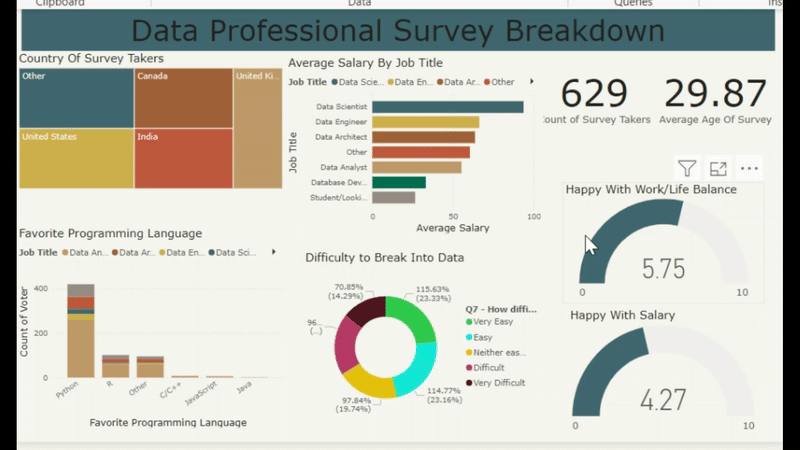 Clipboard
Data
Queries
Ins
Data Professional Survey Breakdown
Country Of Survey Takers
Other
Canada
United Ki...
United States
India
Average Salary By Job Title
Job Title Data Scie... Data En... Data Ar... Other
Job Title
Data Scientist
Data Engineer
Data Architect
Other
Data Analyst
Database Dev...
Student/Looki...
0 50 100
Average Salary
629
Count of Survey Takers
29.87
Average Age Of Survey
Happy With Work/Life Balance
5.75
0 10
Favorite Programming Language
Job Title Data An... Data Ar... Data En... Data Sci...
Count of Voter
400
200
0
Python R Other C/C++ JavaScript Java
Favorite Programming Language
Difficulty to Break Into Data
70.85%
(14.29%)
115.63%
(23.33%)
96...
(...)
97.84%
(19.74%)
114.77%
(23.16%)
Q7 - How diffi...
Very Easy
Easy
Neither eas...
Difficult
Very Difficult
Happy With Salary
4.27
0 10